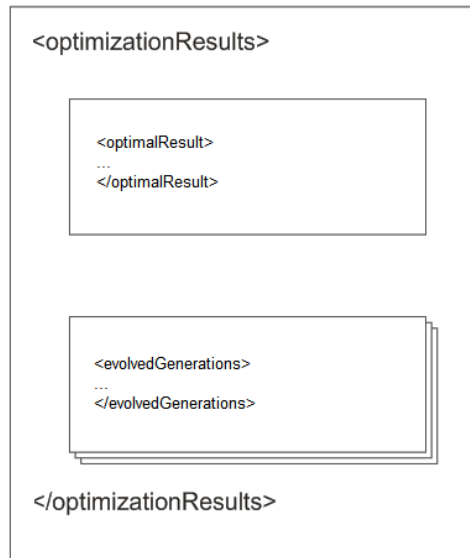 <optimizationResults>
<optimalResult>
...
</optimalResult>
<evolvedGenerations>
...
</evolvedGenerations>
</optimizationResults>